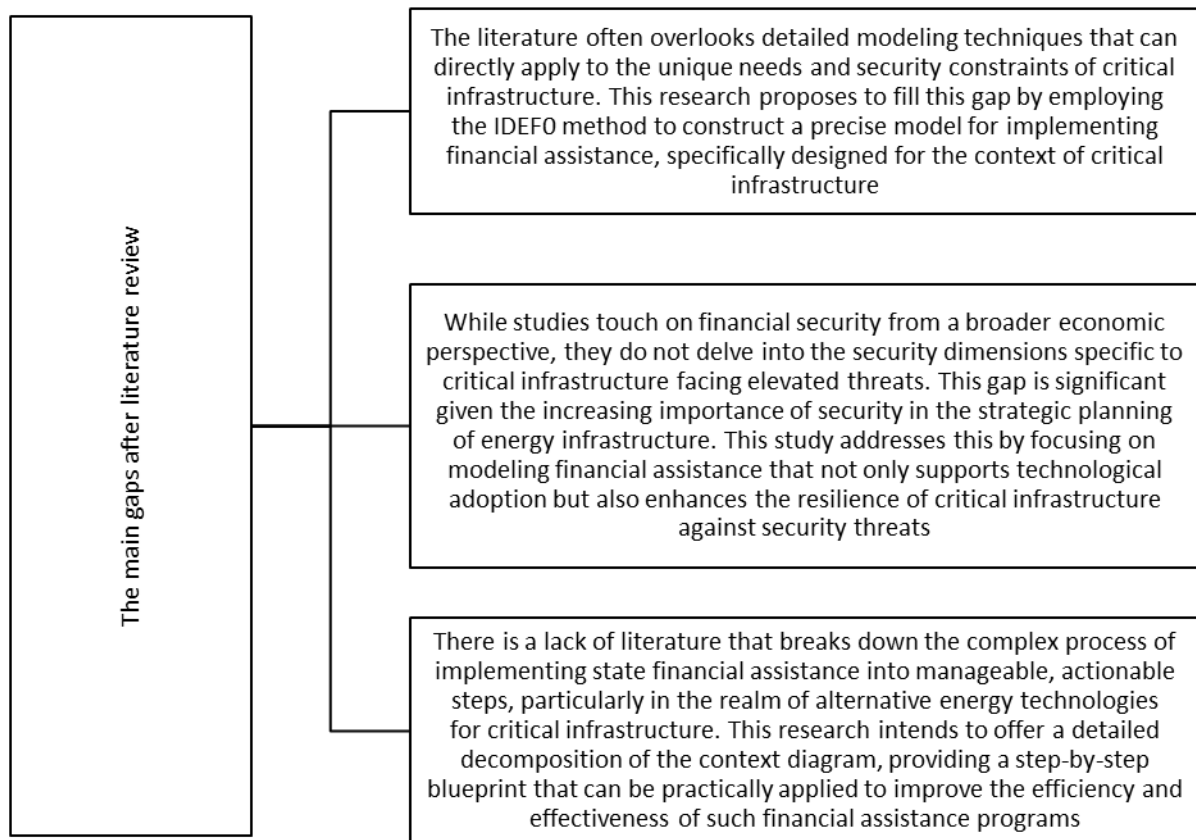 The main gaps after literature review
The literature often overlooks detailed modeling techniques that can
directly apply to the unique needs and security constraints of critical
infrastructure. This research proposes to fill this gap by employing
the IDEF0 method to construct a precise model for implementing
financial assistance, specifically designed for the context of critical
infrastructure
While studies touch on financial security from a broader economic
perspective, they do not delve into the security dimensions specific to
critical infrastructure facing elevated threats. This gap is significant
given the increasing importance of security in the strategic planning
of energy infrastructure. This study addresses this by focusing on
modeling financial assistance that not only supports technological
adoption but also enhances the resilience of critical infrastructure
against security threats
There is a lack of literature that breaks down the complex process of
implementing state financial assistance into manageable, actionable
steps, particularly in the realm of alternative energy technologies
for critical infrastructure. This research intends to offer a detailed
decomposition of the context diagram, providing a step-by-step
blueprint that can be practically applied to improve the efficiency and
effectiveness of such financial assistance programs